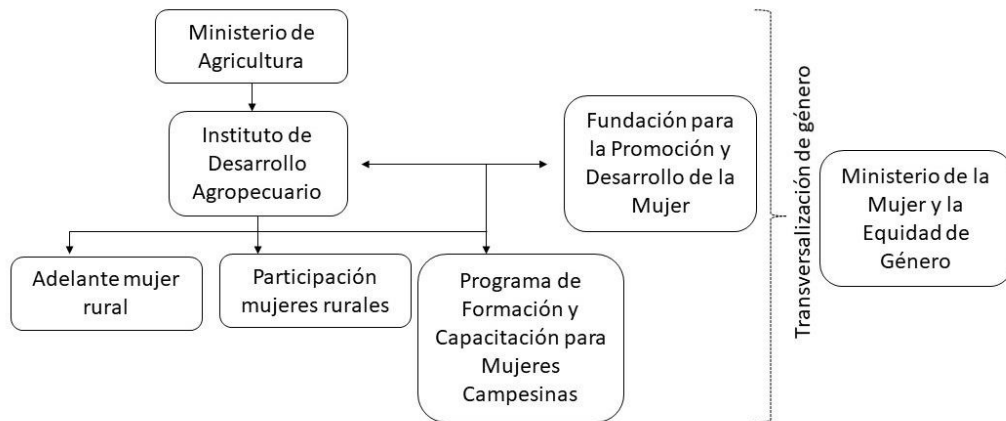 Ministerio de
Agricultura
Instituto de
Desarrollo
Agropecuario
Fundación para
la Promoción y
Desarrollo de la
Mujer
Adelante mujer
rural
Participación
mujeres rurales
Programa de
Formación y
Capacitación para
Mujeres
Campesinas
Transversalización de género
Ministerio de la
Mujer y la
Equidad de
Género